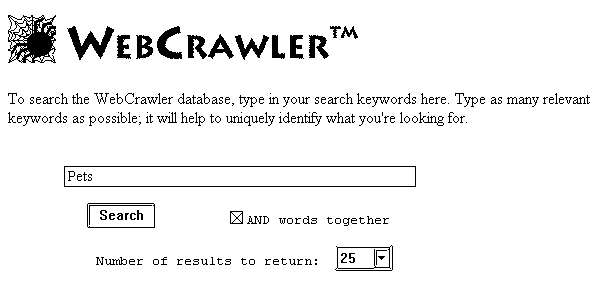 WEBCRAWLER™
To search the WebCrawler database, type in your search keywords here. Type as many relevant
keywords as possible; it will help to uniquely identify what you're looking for.
Pets
Search AND words together
Number of results to return: 25